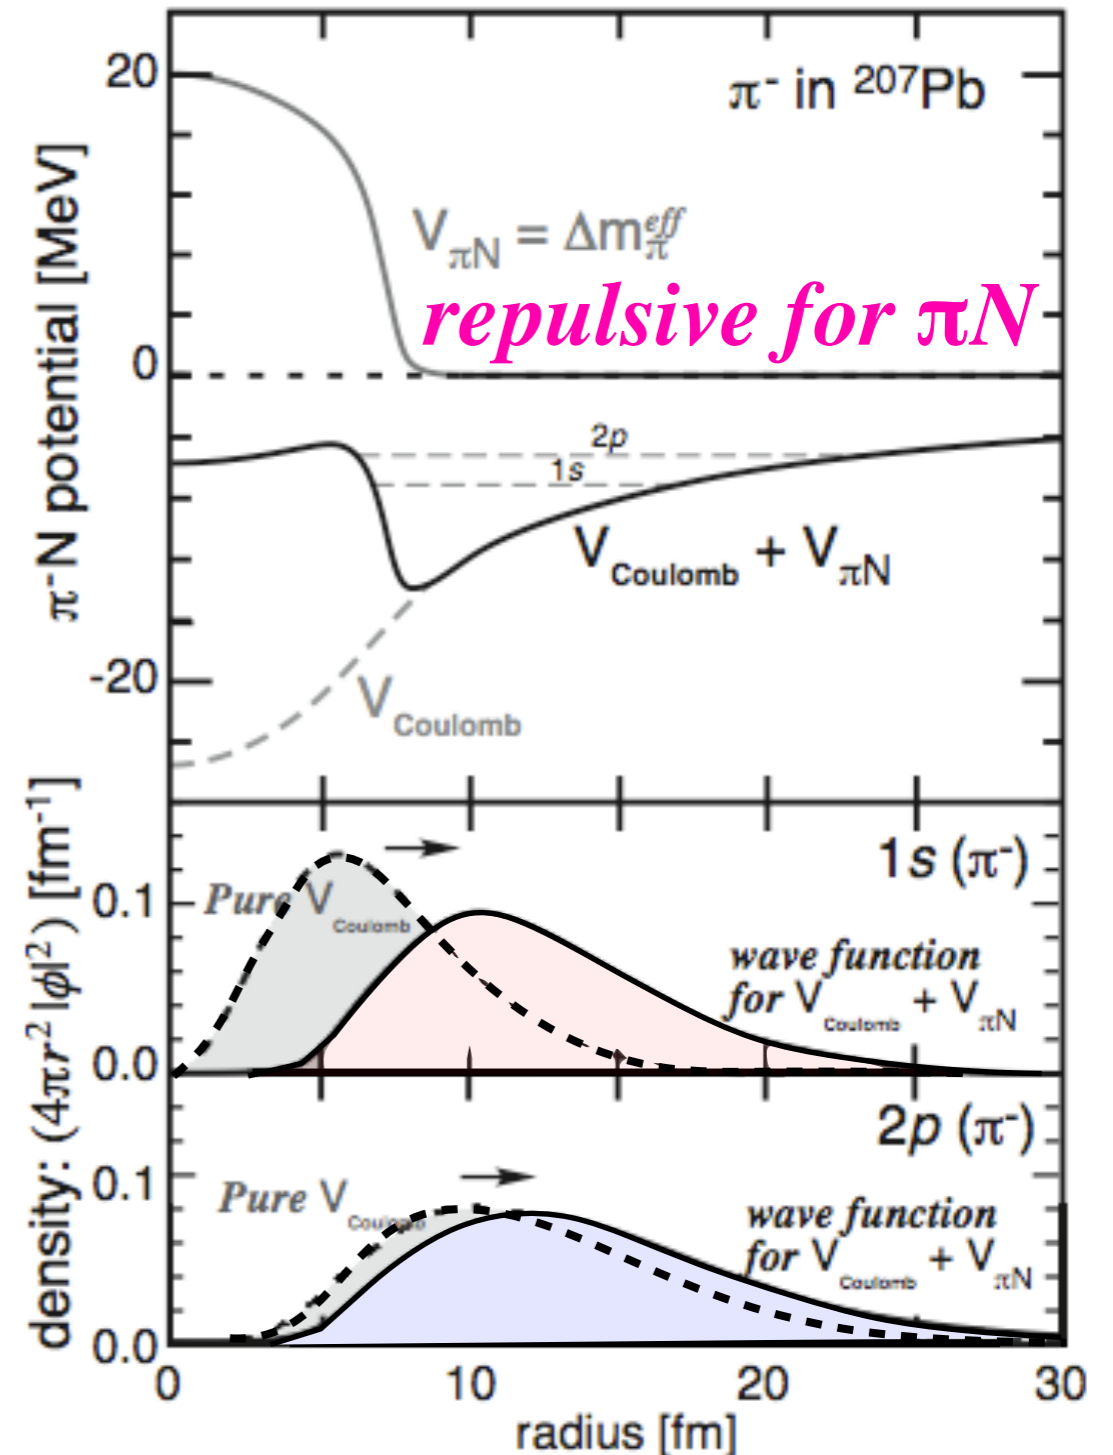 π⁻ in ²⁰⁷Pb
20
V_πN = Δm_π^eff
repulsive for πN
0
2p
1s
V_Coulomb + V_πN
-20
V_Coulomb
π⁻N potential [MeV]
1s (π⁻)
0.1
Pure V_Coulomb
wave function
for V_Coulomb + V_πN
0.0
2p (π⁻)
0.1
Pure V_Coulomb
wave function
for V_Coulomb + V_πN
0.0
density: (4πr² |ϕ|²) [fm⁻¹]
0 10 20 30
radius [fm]